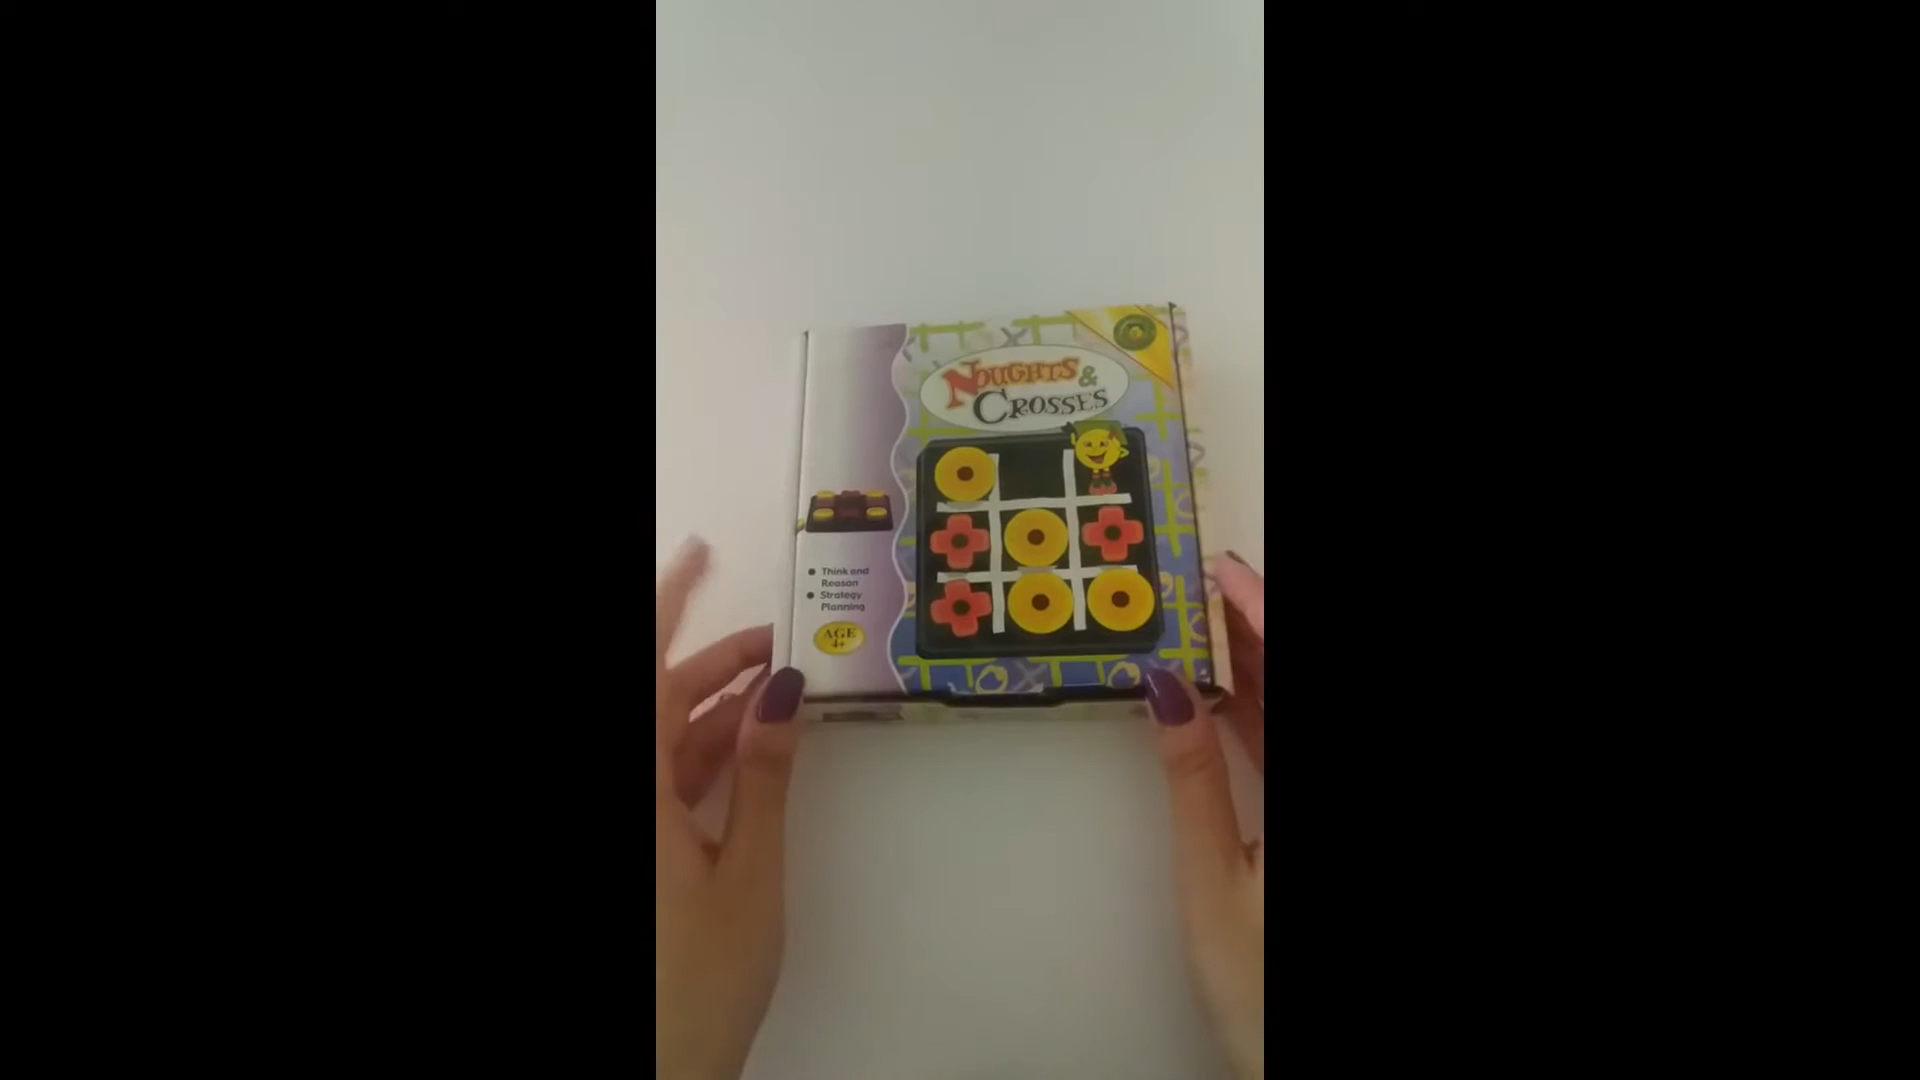 NOUGHTS &
CROSSES
Think and
Reason
Strategy
Planning
AGE
4+